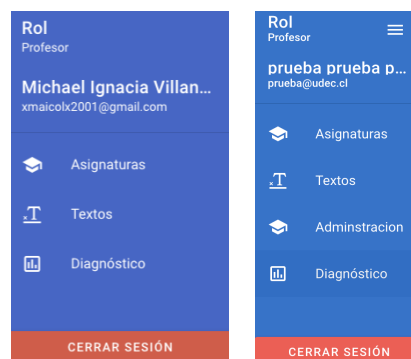 Rol
Profesor
Michael Ignacia Villan...
xmaicolx2001@gmail.com
Asignaturas
Textos
Diagnóstico
CERRAR SESIÓN
Rol
Profesor
prueba prueba p...
prueba@udec.cl
Asignaturas
Textos
Adminstracion
Diagnóstico
CERRAR SESIÓN